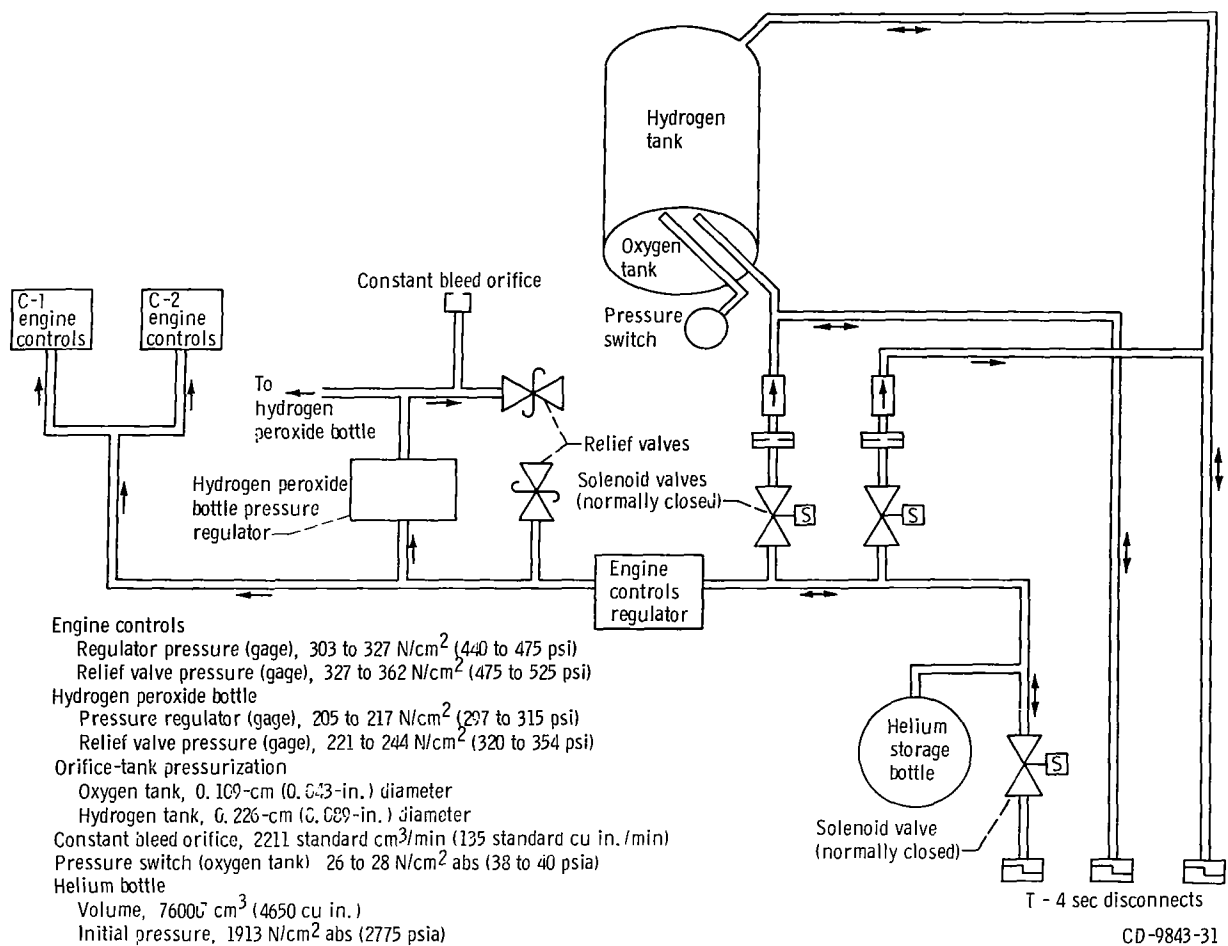 Hydrogen
tank
Oxygen
tank
Constant bleed orifice
Pressure
switch
C-1
engine
controls
C-2
engine
controls
To
hydrogen
peroxide bottle
Relief valves
Hydrogen peroxide
bottle pressure
regulator
Solenoid valves
(normally closed)
S
S
Engine
controls
regulator
Helium
storage
bottle
S
Solenoid valve
(normally closed)
T - 4 sec disconnects
Engine controls
Regulator pressure (gage), 303 to 327 N/cm² (440 to 475 psi)
Relief valve pressure (gage), 327 to 362 N/cm² (475 to 525 psi)
Hydrogen peroxide bottle
Pressure regulator (gage), 205 to 217 N/cm² (297 to 315 psi)
Relief valve pressure (gage), 221 to 244 N/cm² (320 to 354 psi)
Orifice-tank pressurization
Oxygen tank, 0.109-cm (0.043-in.) diameter
Hydrogen tank, 0.226-cm (0.089-in.) diameter
Constant bleed orifice, 2211 standard cm³/min (135 standard cu in./min)
Pressure switch (oxygen tank) 26 to 28 N/cm² abs (38 to 40 psia)
Helium bottle
Volume, 76000 cm³ (4650 cu in.)
Initial pressure, 1913 N/cm² abs (2775 psia)
CD-9843-31